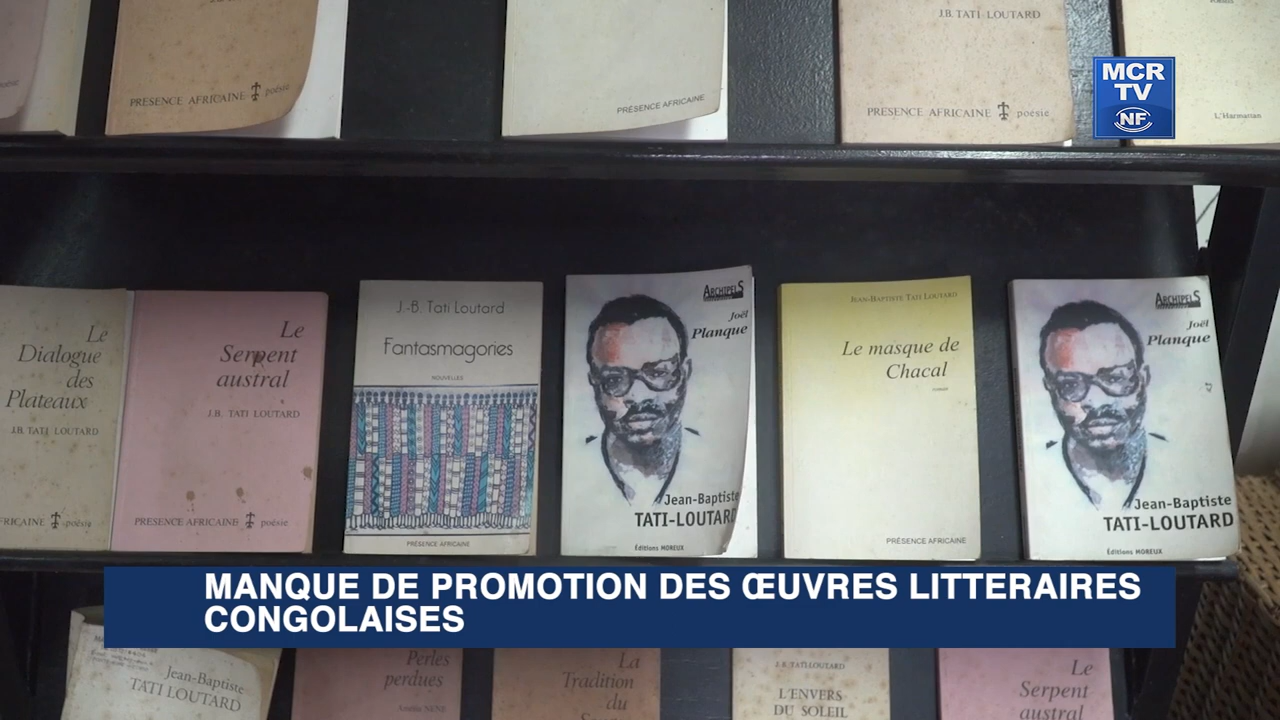 PRESENCE AFRICAINE poésie
PRÉSENCE AFRICAINE
J.B. TATI LOUTARD
PRESENCE AFRICAINE poésie
L'Harmattan
MCR
TV
NF
Le
Dialogue
des
Plateaux
J.B. TATI LOUTARD
FRICAINE poésie
Le
Serpent
austral
J.B. TATI LOUTARD
PRESENCE AFRICAINE poésie
J.-B. Tati Loutard
Fantasmagories
NOUVELLES
PRÉSENCE AFRICAINE
ARCHIPELS
Joël
Planque
Jean-Baptiste
TATI-LOUTARD
Éditions MOREUX
JEAN-BAPTISTE TATI LOUTARD
Le masque de
Chacal
roman
PRÉSENCE AFRICAINE
ARCHIPELS
Joël
Planque
Jean-Baptiste
TATI-LOUTARD
Éditions MOREUX
MANQUE DE PROMOTION DES ŒUVRES LITTERAIRES
CONGOLAISES
Jean-Baptiste
TATI LOUTARD
Perles
perdues
La
Tradition
du
J.B. TATI LOUTARD
L'ENVERS
DU SOLEIL
Le
Serpent
austral